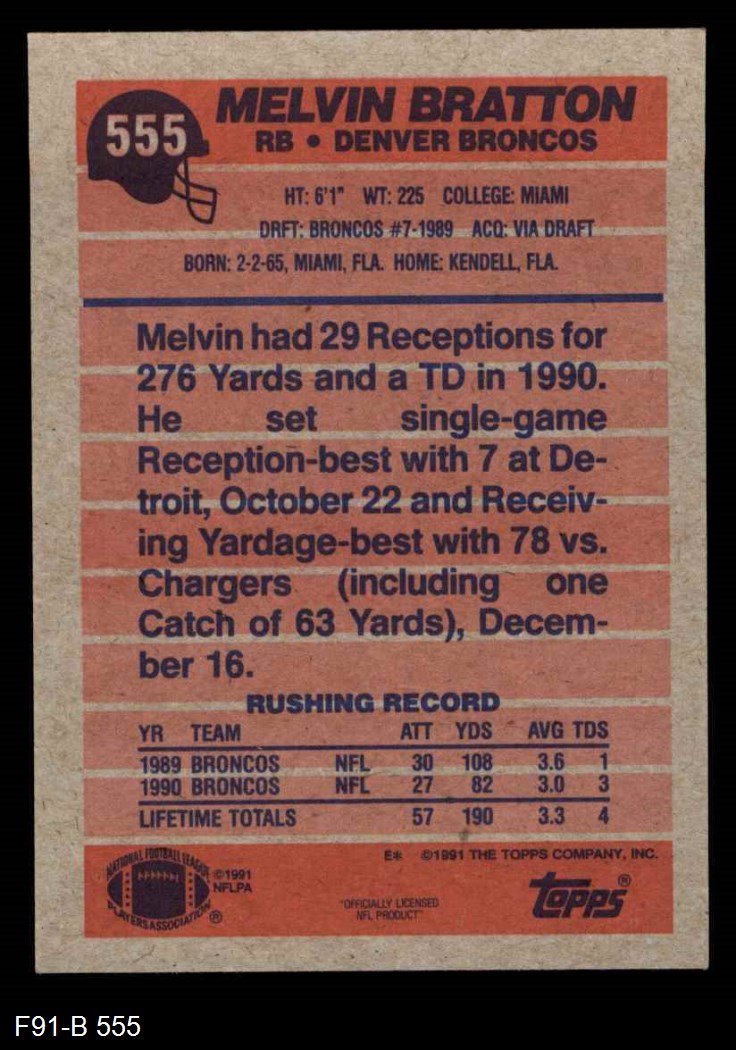 555
MELVIN BRATTON
RB • DENVER BRONCOS
HT: 6'1" WT: 225 COLLEGE: MIAMI
DRFT: BRONCOS #7-1989 ACQ: VIA DRAFT
BORN: 2-2-65, MIAMI, FLA. HOME: KENDELL, FLA.
Melvin had 29 Receptions for
276 Yards and a TD in 1990.
He set single-game
Reception-best with 7 at De-
troit, October 22 and Receiv-
ing Yardage-best with 78 vs.
Chargers (including one
Catch of 63 Yards), Decem-
ber 16.
RUSHING RECORD
YR TEAM ATT YDS AVG TDS
1989 BRONCOS NFL 30 108 3.6 1
1990 BRONCOS NFL 27 82 3.0 3
LIFETIME TOTALS 57 190 3.3 4
E* ©1991 THE TOPPS COMPANY, INC.
NATIONAL FOOTBALL LEAGUE
PLAYERS ASSOCIATION ®
©1991
NFLPA
"OFFICIALLY LICENSED
NFL PRODUCT"
Topps ®
F91-B 555